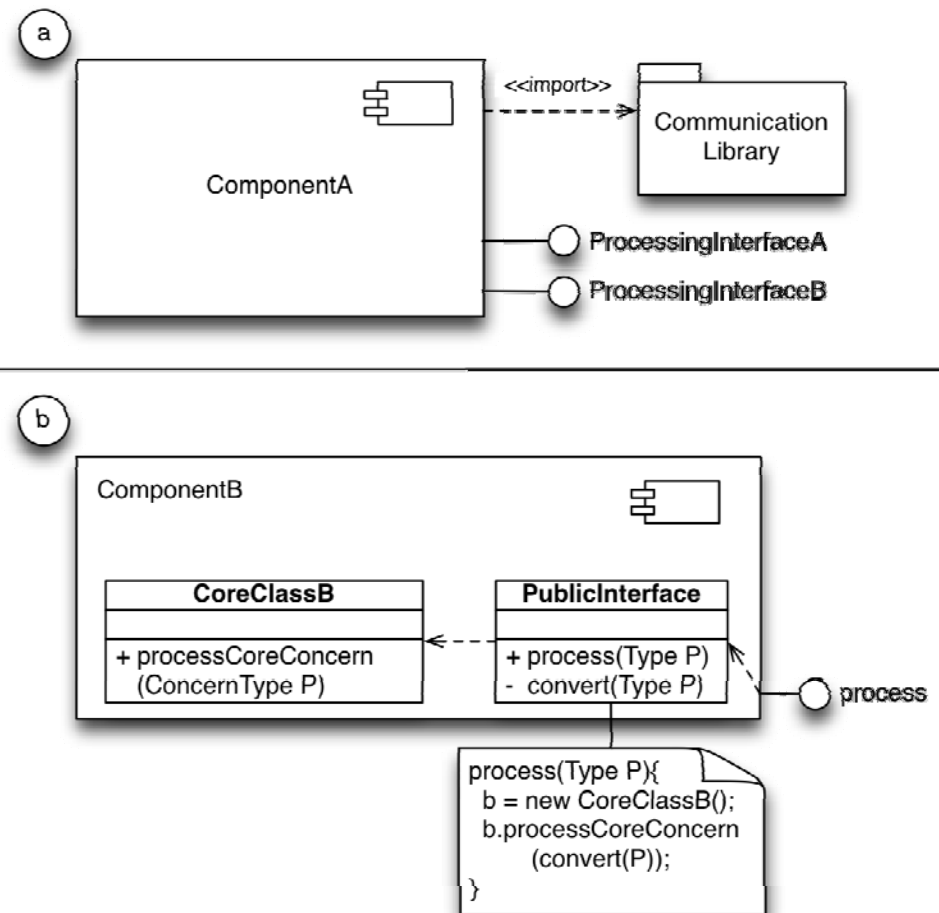 a
<<import>>
Communication
Library
ComponentA
ProcessingInterfaceA
ProcessingInterfaceB
b
ComponentB
CoreClassB
+ processCoreConcern
(ConcernType P)
PublicInterface
+ process(Type P)
- convert(Type P)
process
process(Type P){
b = new CoreClassB();
b.processCoreConcern
(convert(P));
}